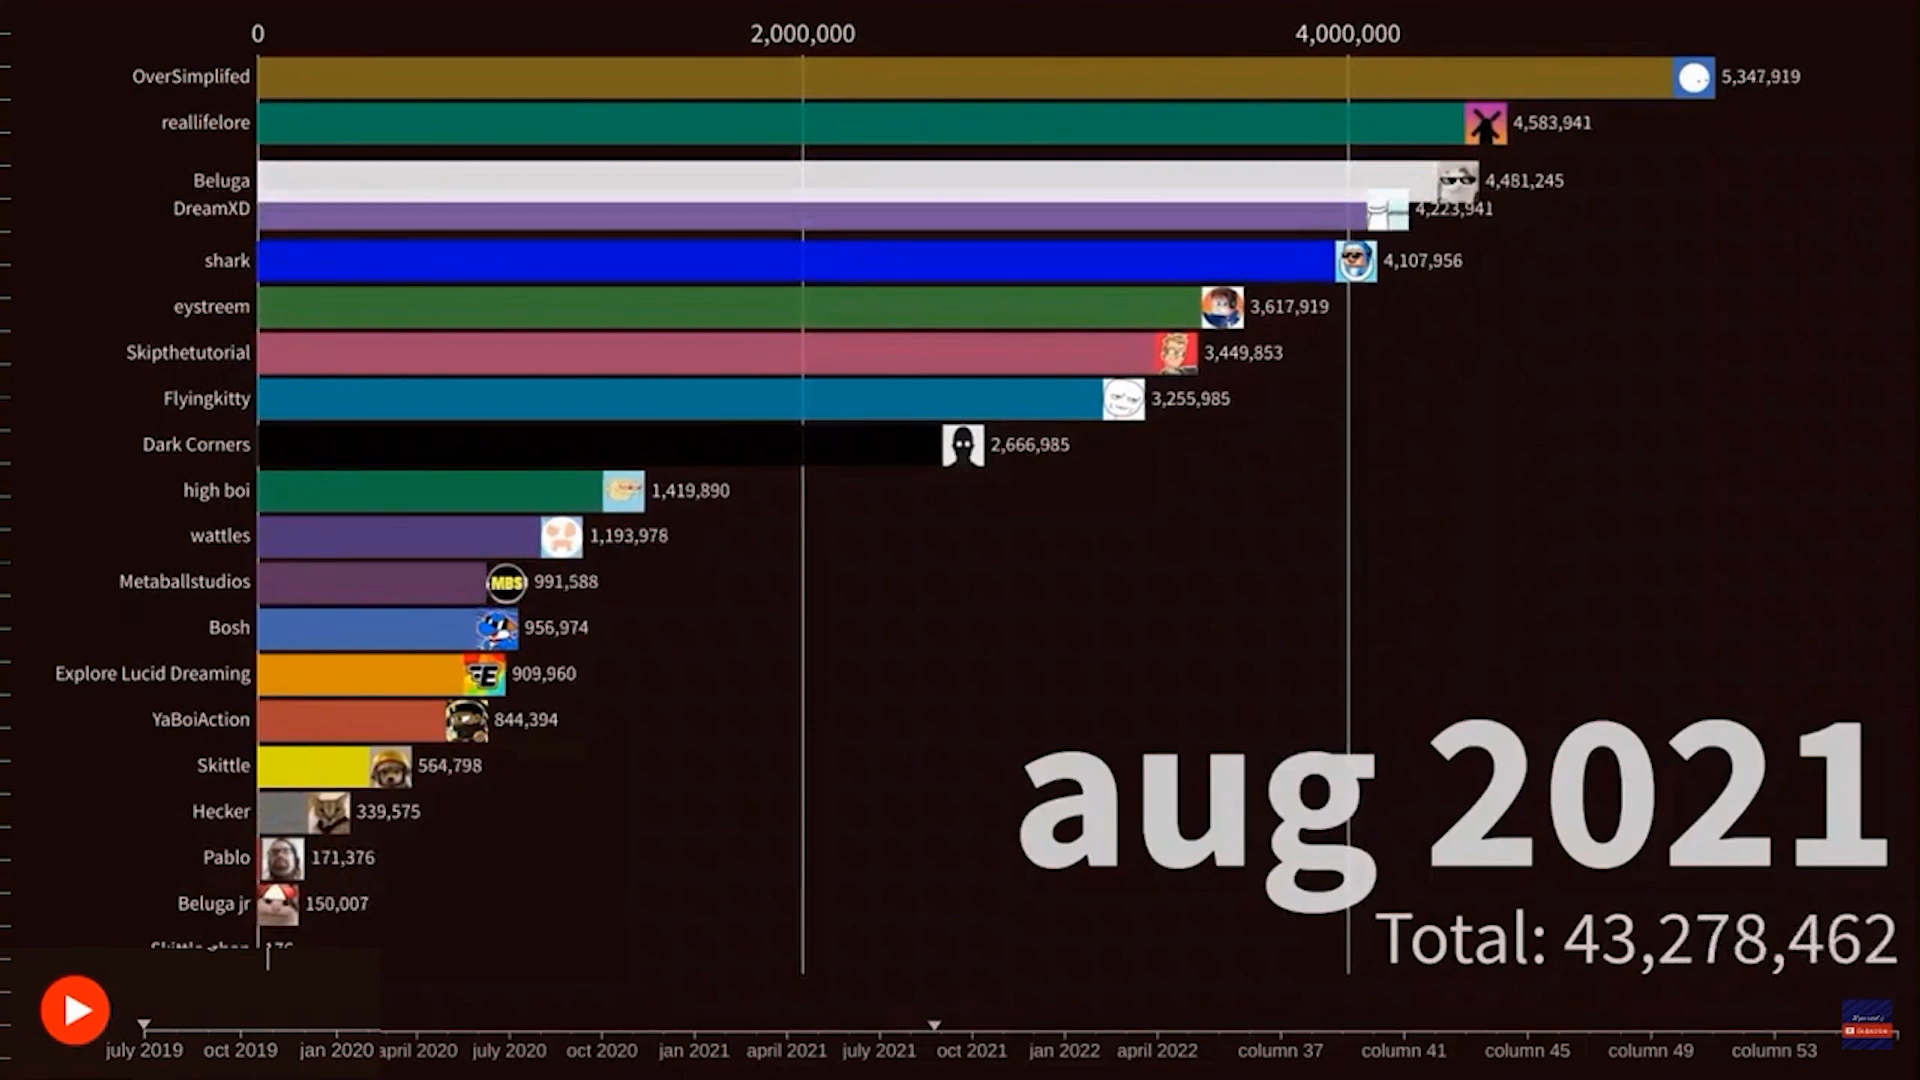 0 2,000,000 4,000,000
OverSimplifed 5,347,919
reallifelore 4,583,941
Beluga 4,481,245
DreamXD 4,223,941
shark 4,107,956
eystreem 3,617,919
Skipthetutorial 3,449,853
Flyingkitty 3,255,985
Dark Corners 2,666,985
high boi 1,419,890
wattles 1,193,978
Metaballstudios MBS 991,588
Bosh 956,974
Explore Lucid Dreaming E 909,960
YaBoiAction 844,394
Skittle 564,798
Hecker 339,575
Pablo 171,376
Beluga jr 150,007
aug 2021
Total: 43,278,462
july 2019 oct 2019 jan 2020 april 2020 july 2020 oct 2020 jan 2021 april 2021 july 2021 oct 2021 jan 2022 april 2022 column 37 column 41 column 45 column 49 column 53